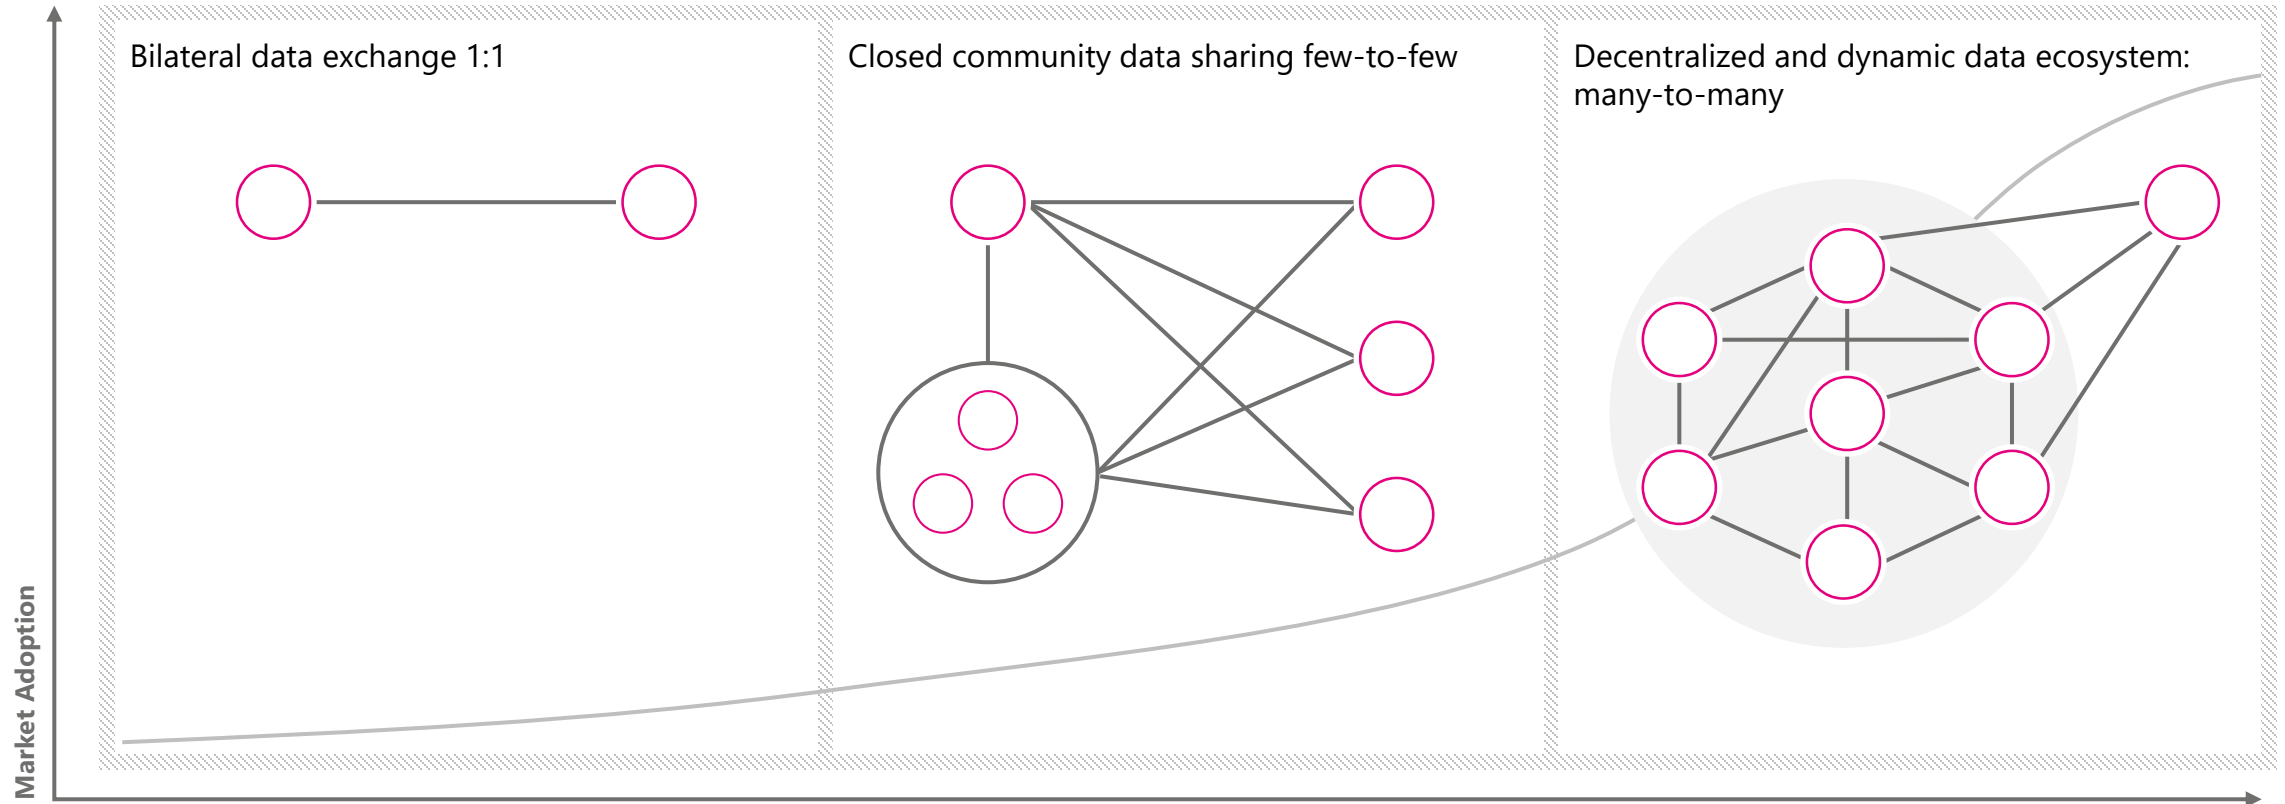 Bilateral data exchange 1:1
Closed community data sharing few-to-few
Decentralized and dynamic data ecosystem:
many-to-many
Market Adoption